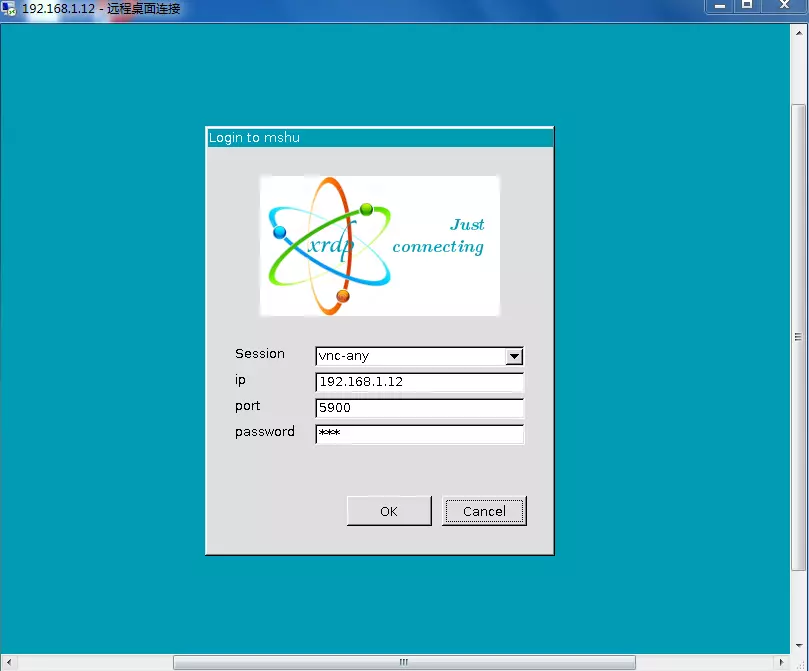 192.168.1.12 - 远程桌面连接
Login to mshu
xrdp
Just
connecting
Session
vnc-any
ip
192.168.1.12
port
5900
password
***
OK
Cancel